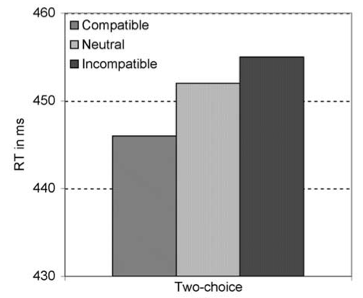 460
Compatible
Neutral
Incompatible
450
RT in ms
440
430
Two-choice